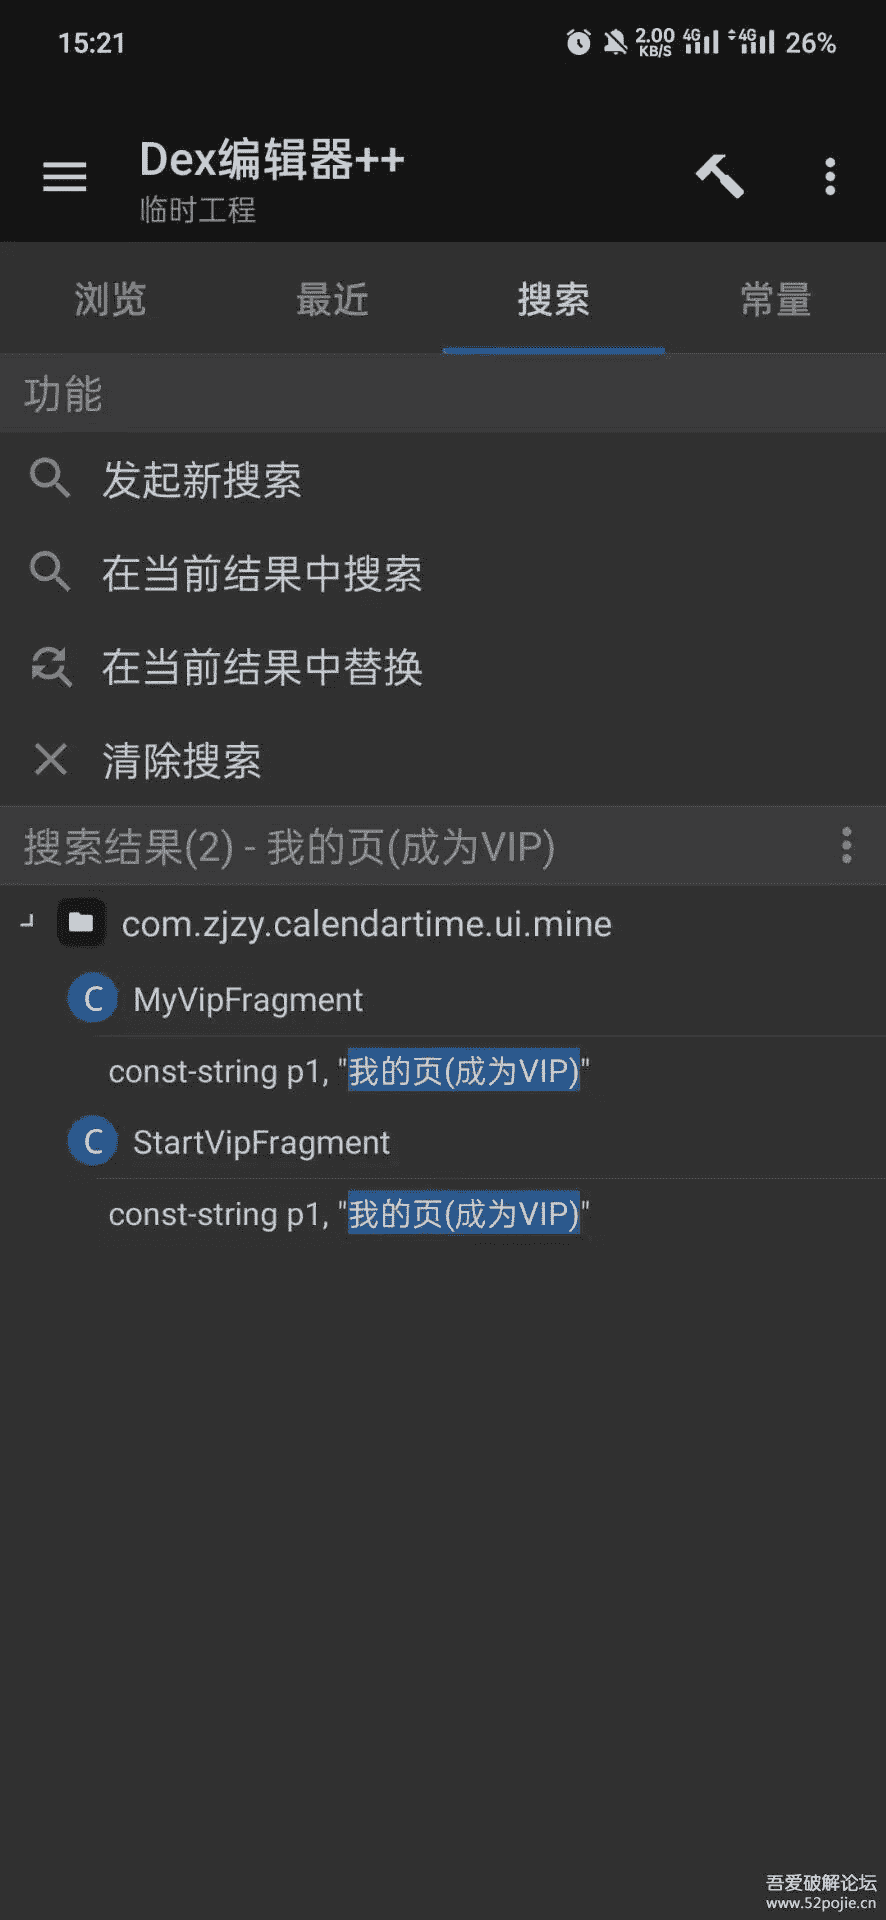 15:21
2.00 KB/S 4G 4G 26%
Dex编辑器++
临时工程
浏览 最近 搜索 常量
功能
发起新搜索
在当前结果中搜索
在当前结果中替换
清除搜索
搜索结果(2) - 我的页(成为VIP)
com.zjzy.calendartime.ui.mine
C MyVipFragment
const-string p1, "我的页(成为VIP)"
C StartVipFragment
const-string p1, "我的页(成为VIP)"
吾爱破解论坛
www.52pojie.cn